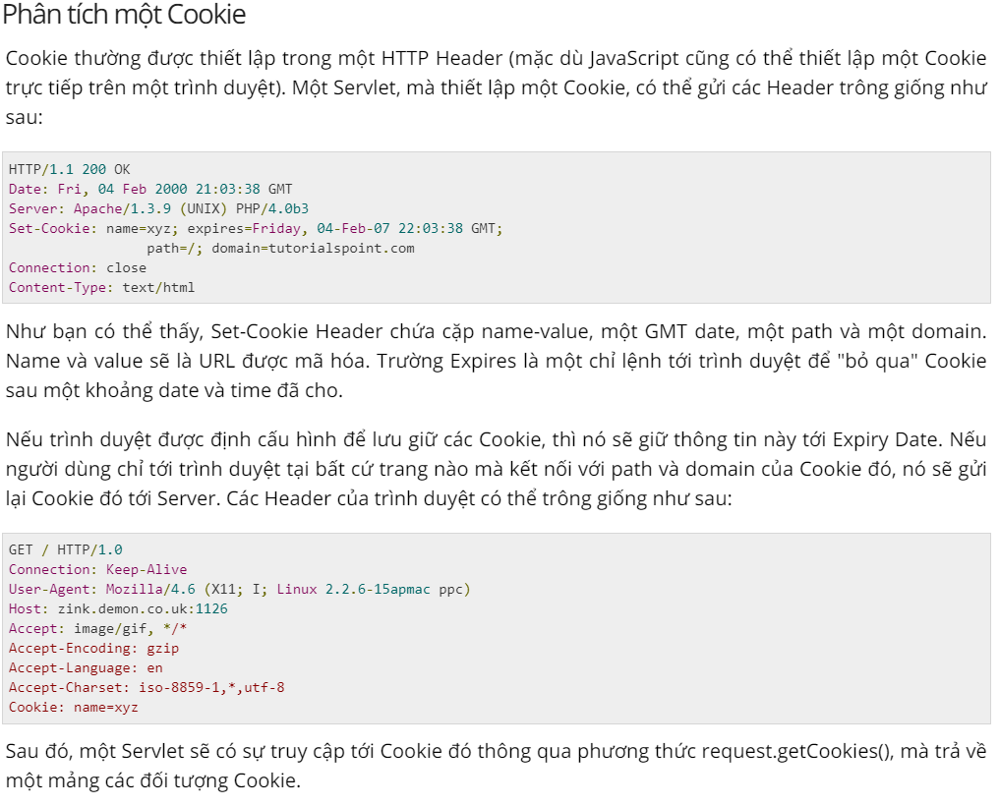 Phân tích một Cookie
Cookie thường được thiết lập trong một HTTP Header (mặc dù JavaScript cũng có thể thiết lập một Cookie
trực tiếp trên một trình duyệt). Một Servlet, mà thiết lập một Cookie, có thể gửi các Header trông giống như
sau:
HTTP/1.1 200 OK
Date: Fri, 04 Feb 2000 21:03:38 GMT
Server: Apache/1.3.9 (UNIX) PHP/4.0b3
Set-Cookie: name=xyz; expires=Friday, 04-Feb-07 22:03:38 GMT;
path=/; domain=tutorialspoint.com
Connection: close
Content-Type: text/html
Như bạn có thể thấy, Set-Cookie Header chứa cặp name-value, một GMT date, một path và một domain.
Name và value sẽ là URL được mã hóa. Trường Expires là một chỉ lệnh tới trình duyệt để "bỏ qua" Cookie
sau một khoảng date và time đã cho.
Nếu trình duyệt được định cấu hình để lưu giữ các Cookie, thì nó sẽ giữ thông tin này tới Expiry Date. Nếu
người dùng chỉ tới trình duyệt tại bất cứ trang nào mà kết nối với path và domain của Cookie đó, nó sẽ gửi
lại Cookie đó tới Server. Các Header của trình duyệt có thể trông giống như sau:
GET / HTTP/1.0
Connection: Keep-Alive
User-Agent: Mozilla/4.6 (X11; I; Linux 2.2.6-15apmac ppc)
Host: zink.demon.co.uk:1126
Accept: image/gif, */*
Accept-Encoding: gzip
Accept-Language: en
Accept-Charset: iso-8859-1,*,utf-8
Cookie: name=xyz
Sau đó, một Servlet sẽ có sự truy cập tới Cookie đó thông qua phương thức request.getCookies(), mà trả về
một mảng các đối tượng Cookie.